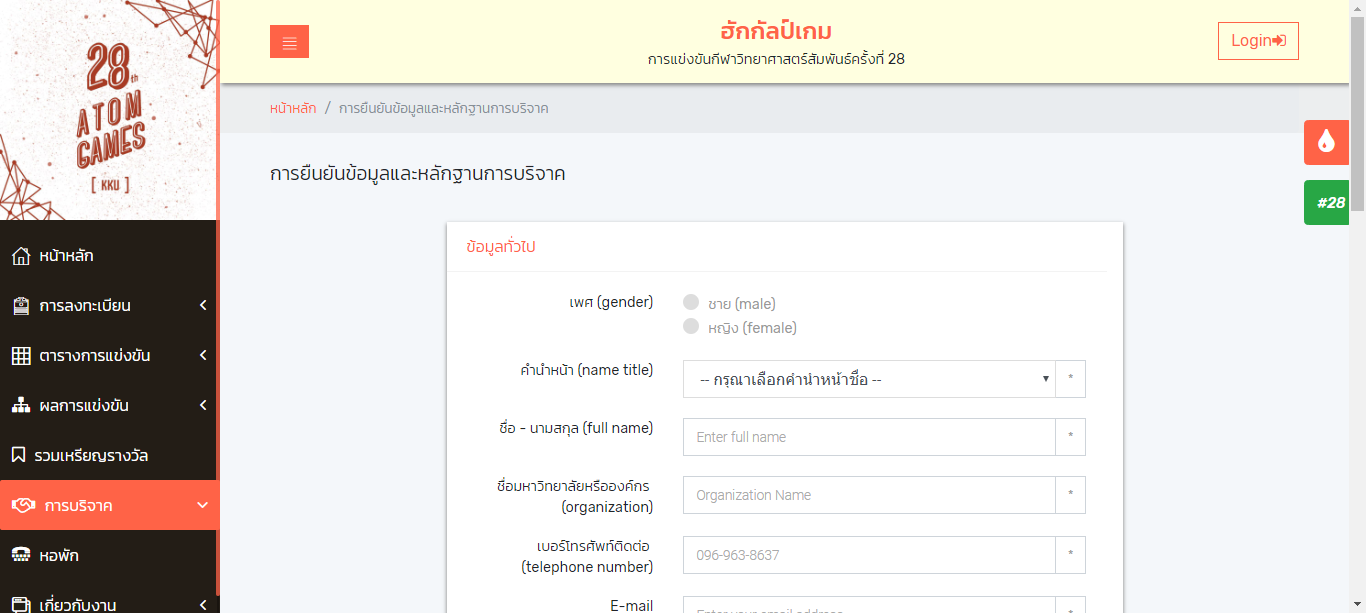 28th
ATOM
GAMES
[ KKU ]
หน้าหลัก
การลงทะเบียน
ตารางการแข่งขัน
ผลการแข่งขัน
รวมเหรียญรางวัล
การบริจาค
หอพัก
เกี่ยวกับงาน
ฮักกัลป์เกม
การแข่งขันกีฬาวิทยาศาสตร์สัมพันธ์ครั้งที่ 28
Login
หน้าหลัก / การยืนยันข้อมูลและหลักฐานการบริจาค
#28
การยืนยันข้อมูลและหลักฐานการบริจาค
ข้อมูลทั่วไป
เพศ (gender)
ชาย (male)
หญิง (female)
คำนำหน้า (name title)
-- กรุณาเลือกคำนำหน้าชื่อ -- *
ชื่อ - นามสกุล (full name)
Enter full name *
ชื่อมหาวิทยาลัยหรือองค์กร
(organization)
Organization Name *
เบอร์โทรศัพท์ติดต่อ
(telephone number)
096-963-8637 *
E-mail
Enter your email address *